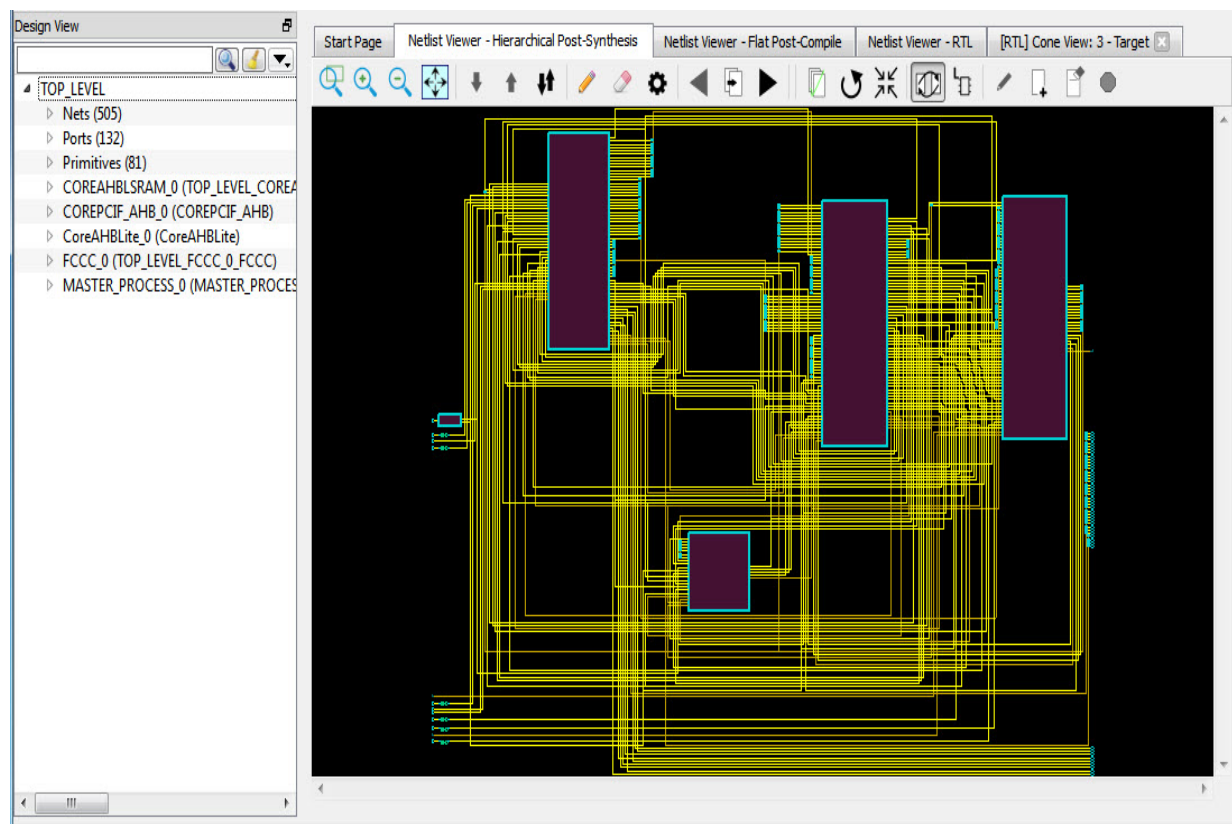 Design View
Start Page
Netlist Viewer - Hierarchical Post-Synthesis
Netlist Viewer - Flat Post-Compile
Netlist Viewer - RTL
[RTL] Cone View: 3 - Target
TOP_LEVEL
Nets (505)
Ports (132)
Primitives (81)
COREAHBLSRAM_0 (TOP_LEVEL_COREA
COREPCIF_AHB_0 (COREPCIF_AHB)
CoreAHBLite_0 (CoreAHBLite)
FCCC_0 (TOP_LEVEL_FCCC_0_FCCC)
MASTER_PROCESS_0 (MASTER_PROCES